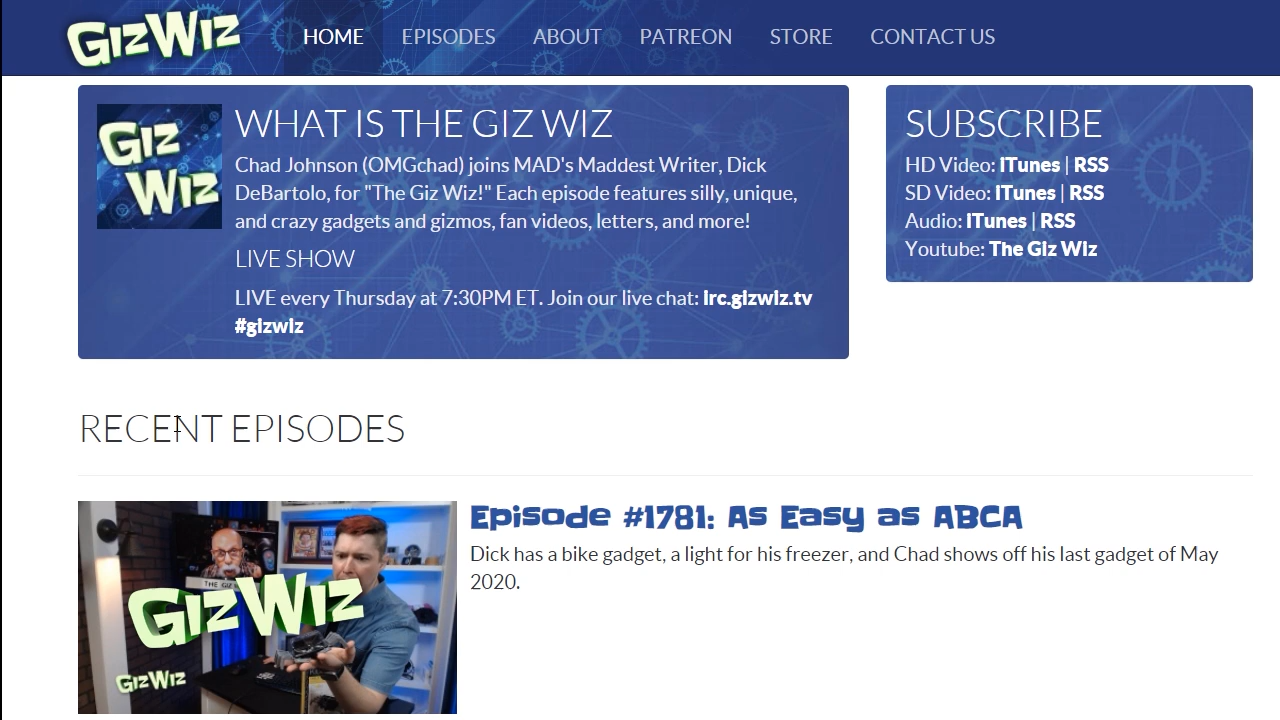 GIZWIZ
HOME EPISODES ABOUT PATREON STORE CONTACT US
GIZ
WIZ
WHAT IS THE GIZ WIZ
Chad Johnson (OMGchad) joins MAD's Maddest Writer, Dick
DeBartolo, for "The Giz Wiz!" Each episode features silly, unique,
and crazy gadgets and gizmos, fan videos, letters, and more!
LIVE SHOW
LIVE every Thursday at 7:30PM ET. Join our live chat: irc.gizwiz.tv
#gizwiz
SUBSCRIBE
HD Video: iTunes | RSS
SD Video: iTunes | RSS
Audio: iTunes | RSS
Youtube: The Giz Wiz
RECENT EPISODES
THE GIZ
GIZWIZ
GIZWIZ
Episode #1781: As Easy as ABCA
Dick has a bike gadget, a light for his freezer, and Chad shows off his last gadget of May
2020.